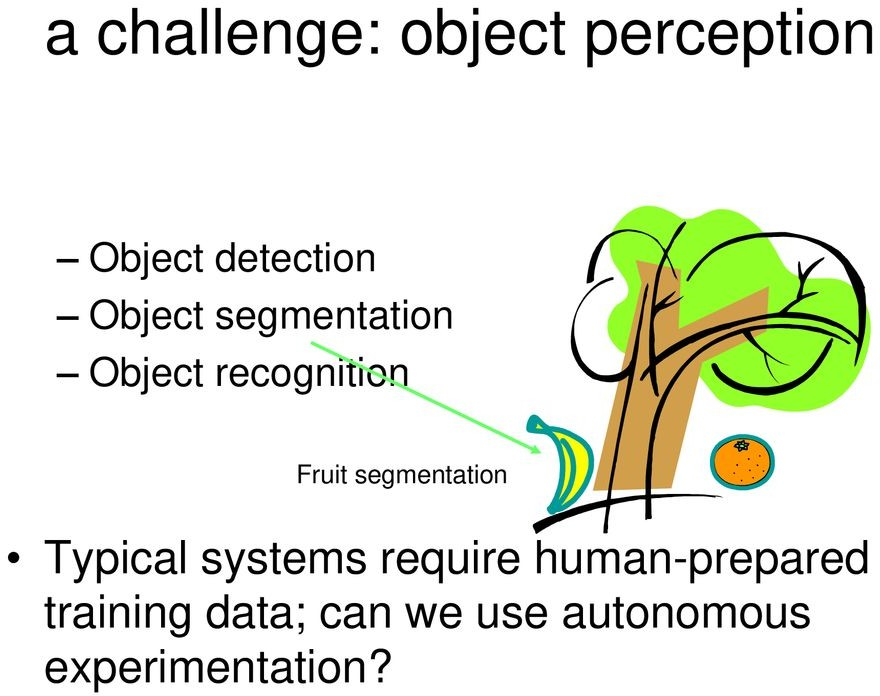 a challenge: object perception
– Object detection
– Object segmentation
– Object recognition
Fruit segmentation
• Typical systems require human-prepared
training data; can we use autonomous
experimentation?